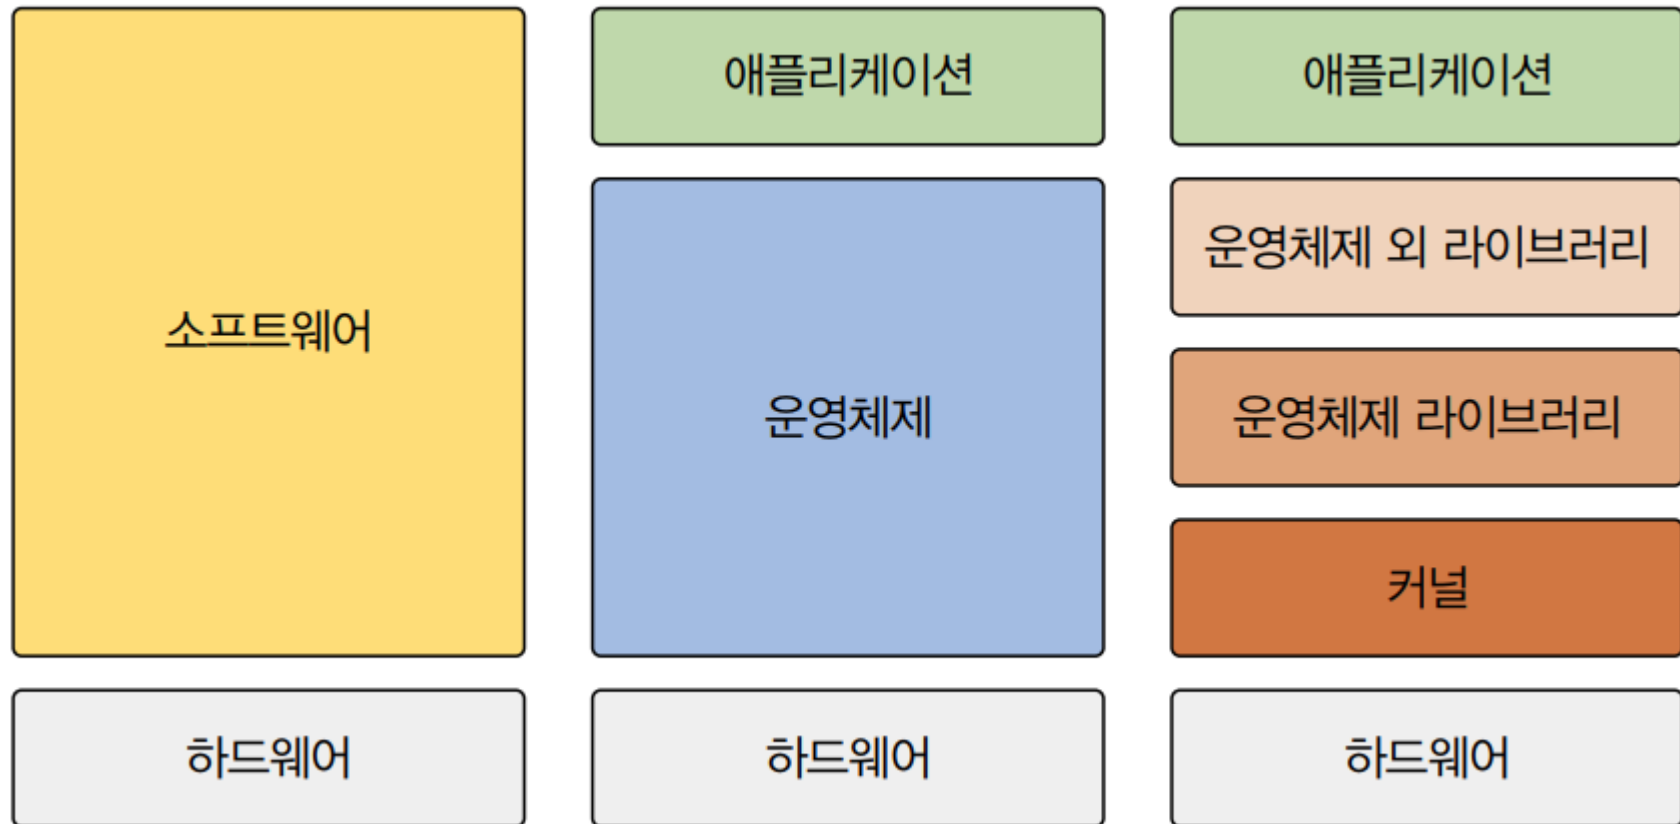 소프트웨어
하드웨어
애플리케이션
운영체제
하드웨어
애플리케이션
운영체제 외 라이브러리
운영체제 라이브러리
커널
하드웨어